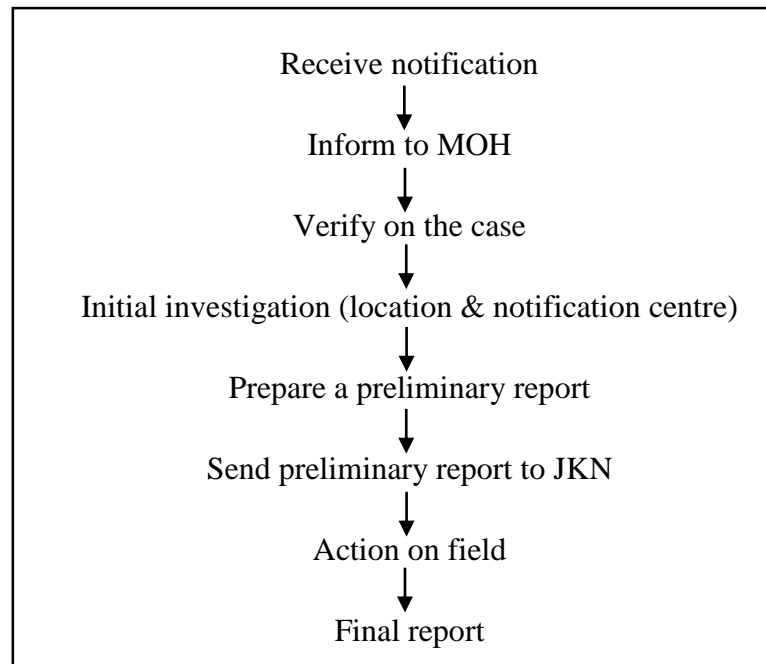 Receive notification
Inform to MOH
Verify on the case
Initial investigation (location & notification centre)
Prepare a preliminary report
Send preliminary report to JKN
Action on field
Final report